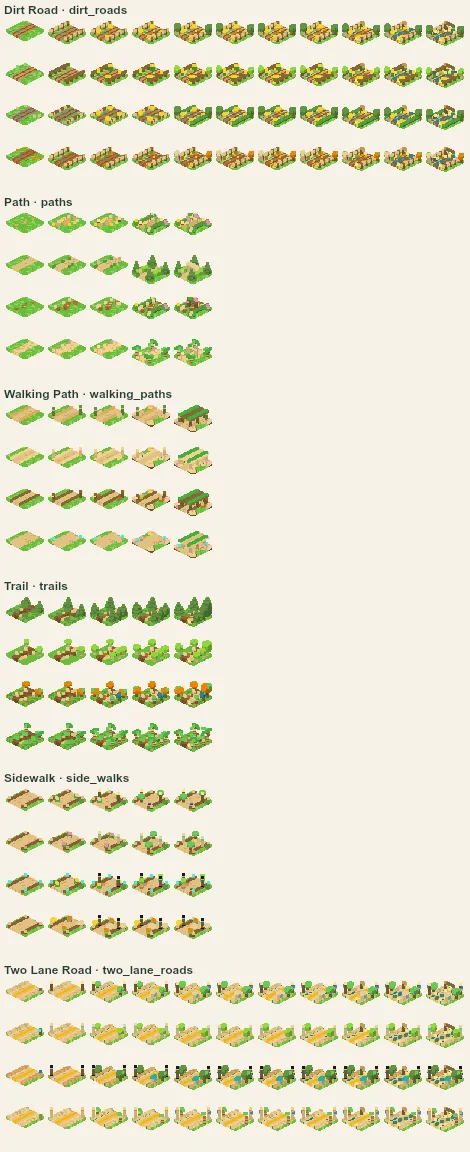 Dirt Road · dirt_roads
Path · paths
Walking Path · walking_paths
Trail · trails
Sidewalk · side_walks
Two Lane Road · two_lane_roads